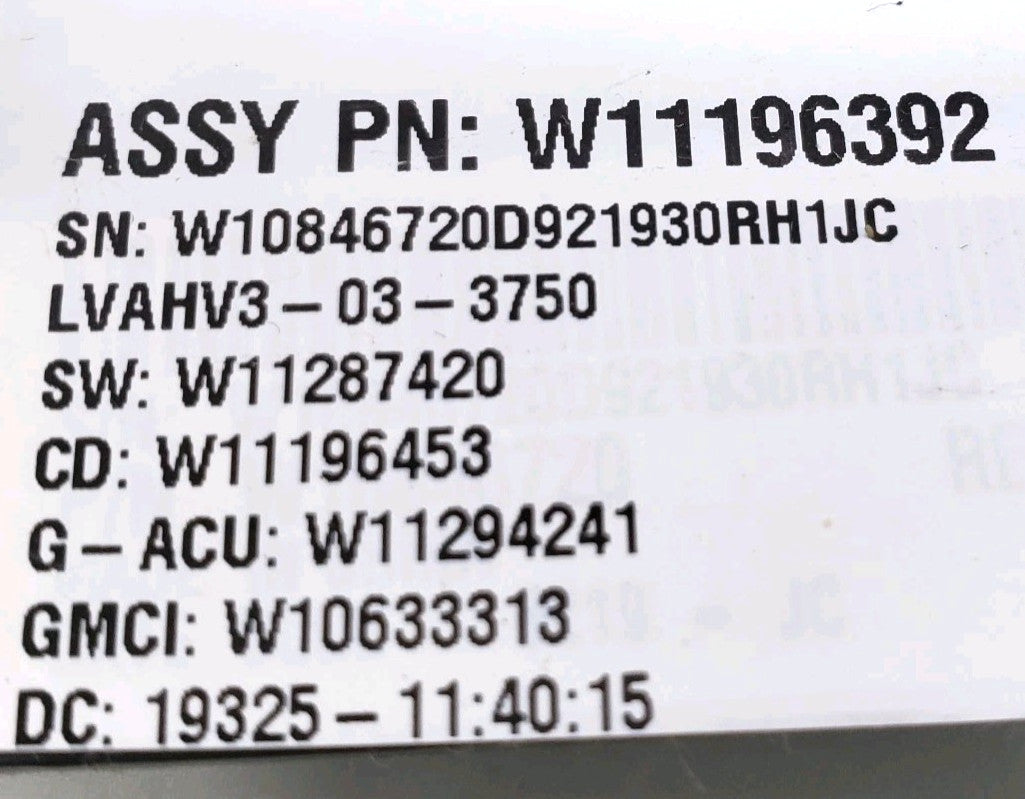 ASSY PN: W11196392
SN: W10846720D921930RH1JC
LVAHV3-03-3750
SW: W11287420
CD: W11196453
G-ACU: W11294241
GMCI: W10633313
DC: 19325-11:40:15